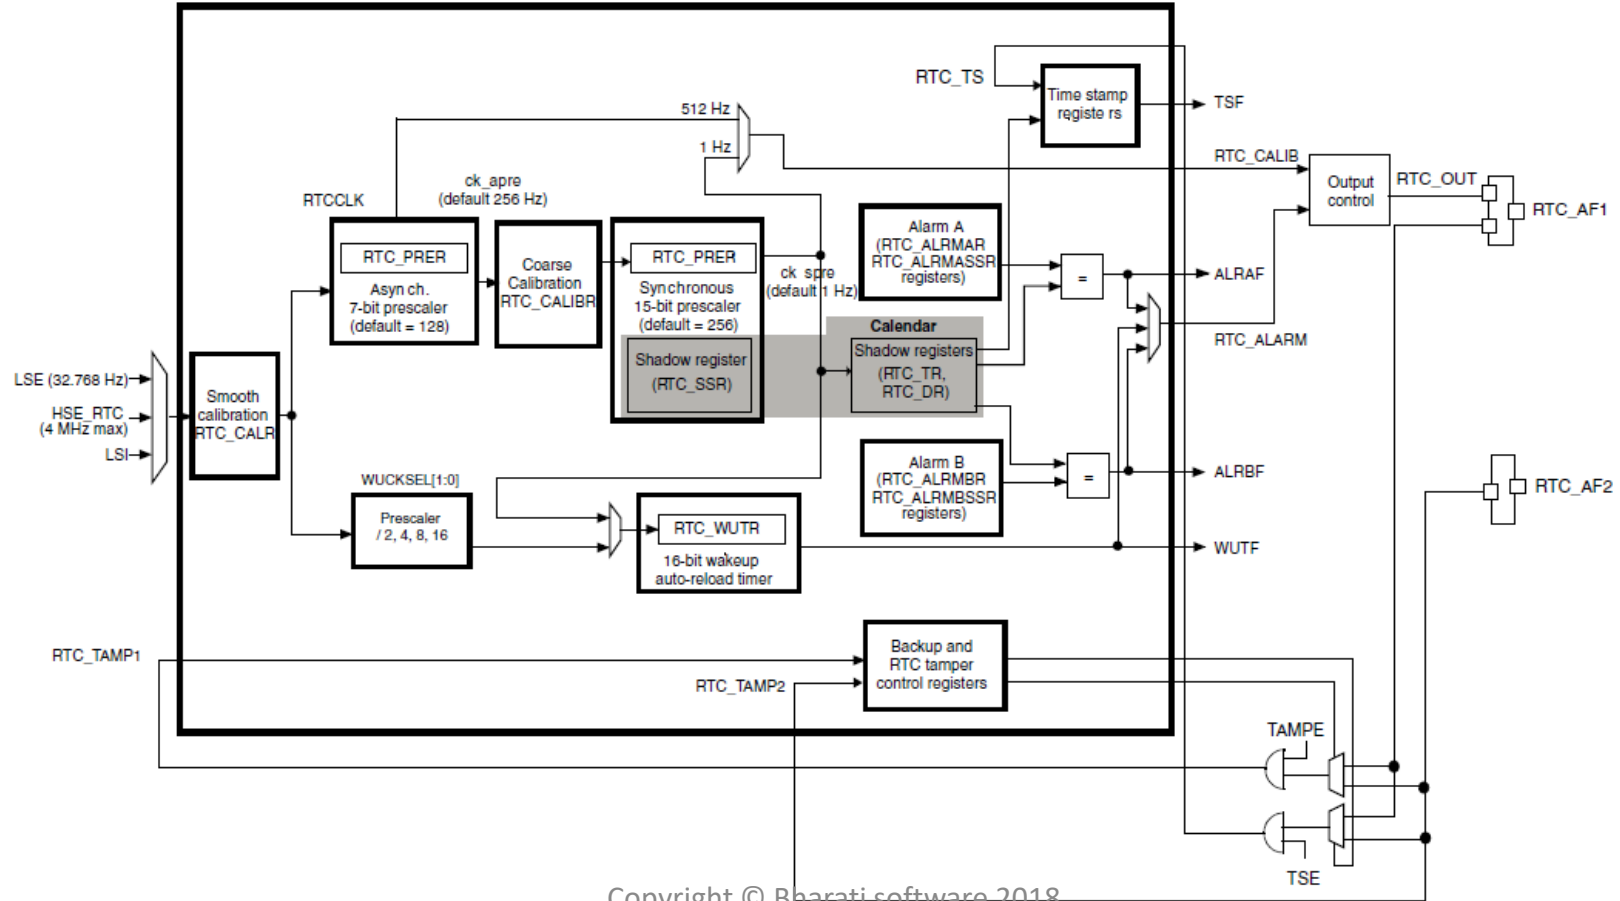 RTC_TS
Time stamp
registe rs
TSF
512 Hz
1 Hz
RTC_CALIB
Output
control
RTC_OUT
RTC_AF1
ck_apre
(default 256 Hz)
RTCCLK
RTC_PRER
Asyn ch.
7-bit prescaler
(default = 128)
Coarse
Calibration
RTC_CALIBR
RTC_PRER
Synchronous
15-bit prescaler
(default = 256)
Shadow register
(RTC_SSR)
ck_spre
(default 1 Hz)
Alarm A
(RTC_ALRMAR
RTC_ALRMASSR
registers)
=
ALRAF
Calendar
Shadow registers
(RTC_TR,
RTC_DR)
RTC_ALARM
LSE (32.768 Hz)
HSE_RTC
(4 MHz max)
LSI
Smooth
calibration
RTC_CALR
Alarm B
(RTC_ALRMBR
RTC_ALRMBSSR
registers)
=
ALRBF
RTC_AF2
WUCKSEL[1:0]
Prescaler
/ 2, 4, 8, 16
RTC_WUTR
16-bit wakeup
auto-reload timer
WUTF
RTC_TAMP1
RTC_TAMP2
Backup and
RTC tamper
control registers
TAMPE
TSE
Copyright © Bharati software 2018